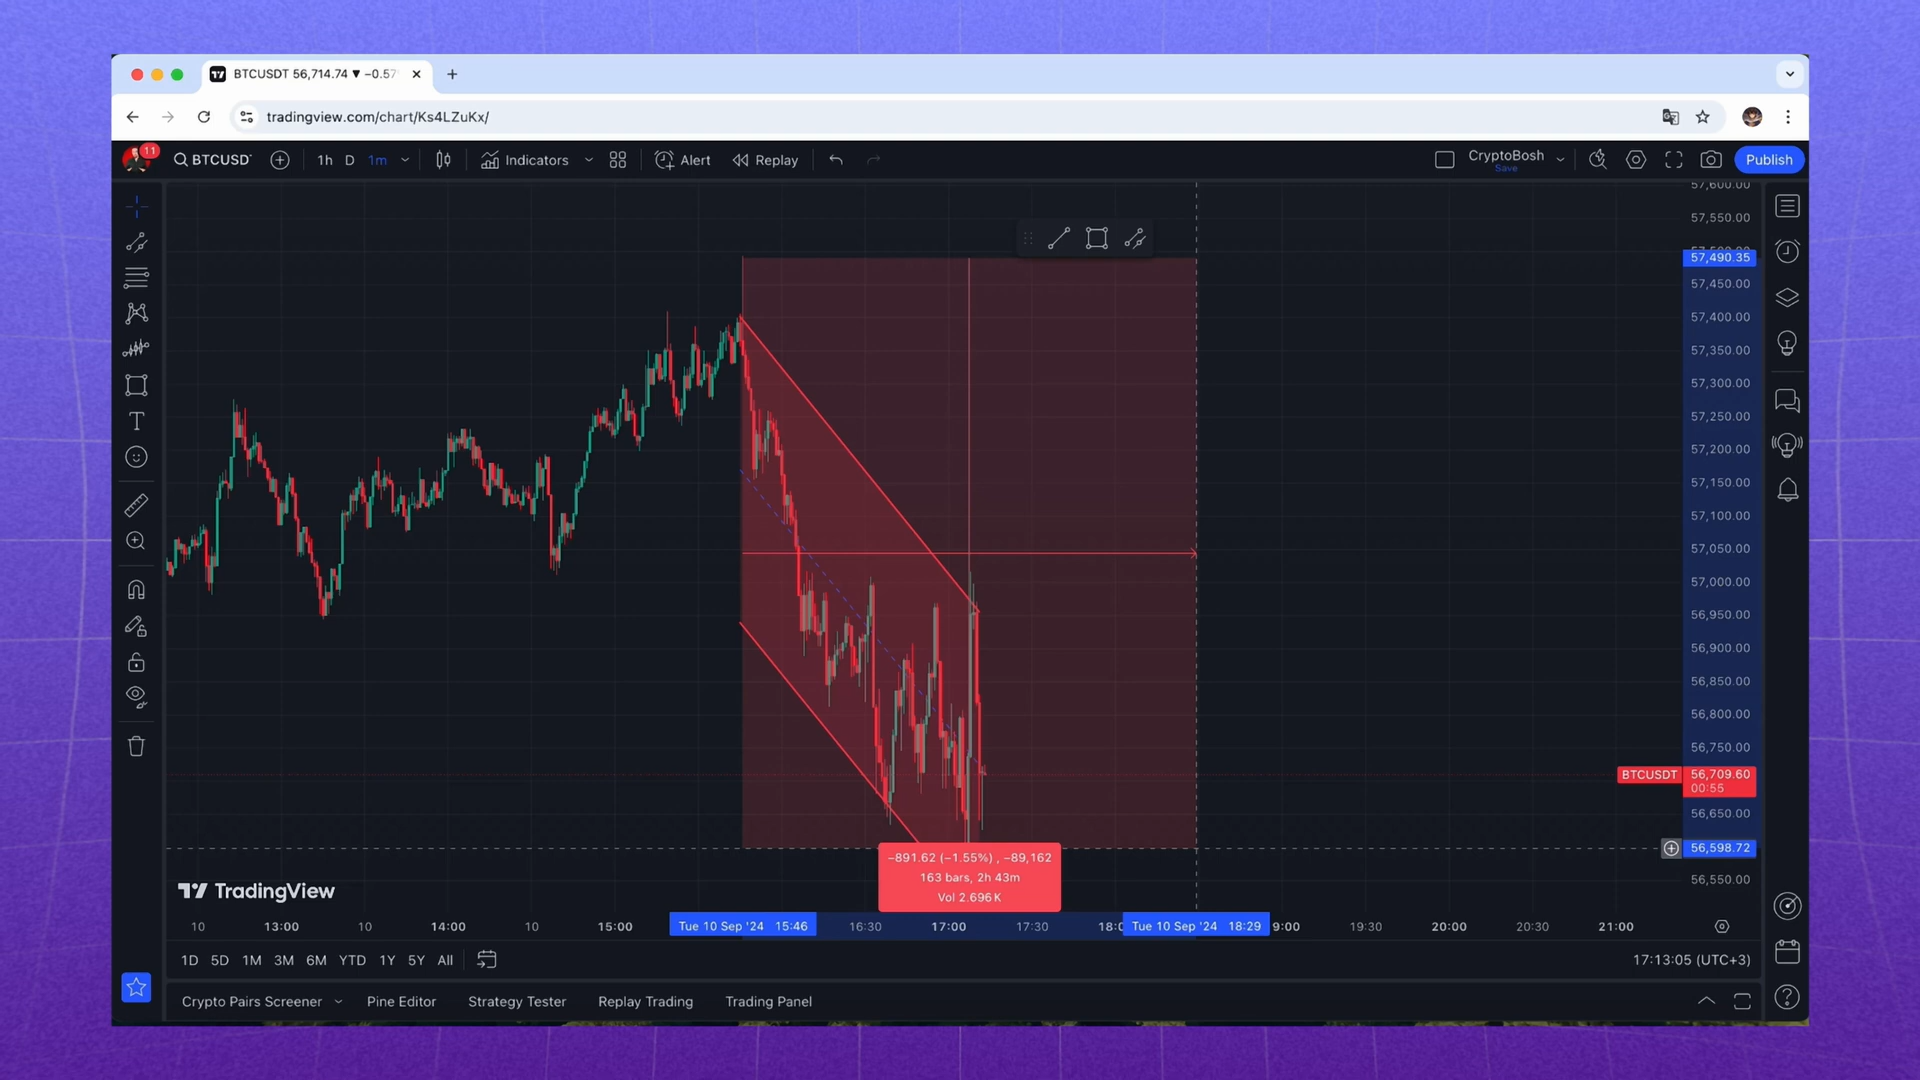 BTCUSDT 56,714.74 ▼ −0.57
tradingview.com/chart/Ks4LZuKx/
11
BTCUSD
1h D 1m
Indicators
Alert
Replay
CryptoBosh
Save
Publish
57,600.00
57,550.00
57,490.35
57,450.00
57,400.00
57,350.00
57,300.00
57,250.00
57,200.00
57,150.00
57,100.00
57,050.00
57,000.00
56,950.00
56,900.00
56,850.00
56,800.00
56,750.00
BTCUSDT 56,709.60
00:55
56,650.00
56,598.72
56,550.00
−891.62 (−1.55%) , −89,162
163 bars, 2h 43m
Vol 2.696 K
TradingView
10 13:00 10 14:00 10 15:00 Tue 10 Sep '24 15:46 16:30 17:00 17:30 18:0 Tue 10 Sep '24 18:29 9:00 19:30 20:00 20:30 21:00
1D 5D 1M 3M 6M YTD 1Y 5Y All
17:13:05 (UTC+3)
Crypto Pairs Screener Pine Editor Strategy Tester Replay Trading Trading Panel